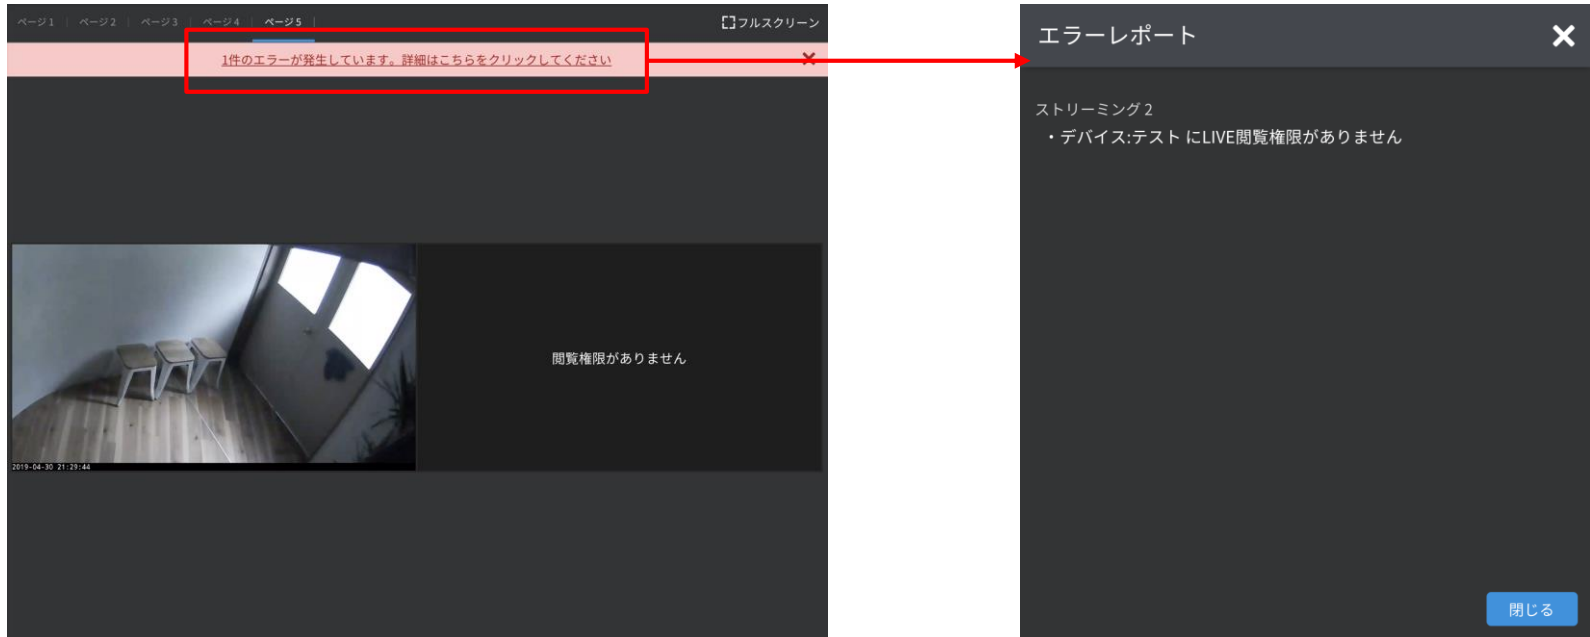 ページ1 | ページ2 | ページ3 | ページ4 | ページ5 |
フルスクリーン
1件のエラーが発生しています。詳細はこちらをクリックしてください
閲覧権限がありません
2019-04-30 21:29:44
エラーレポート
ストリーミング 2
・デバイス:テスト にLIVE閲覧権限がありません
閉じる